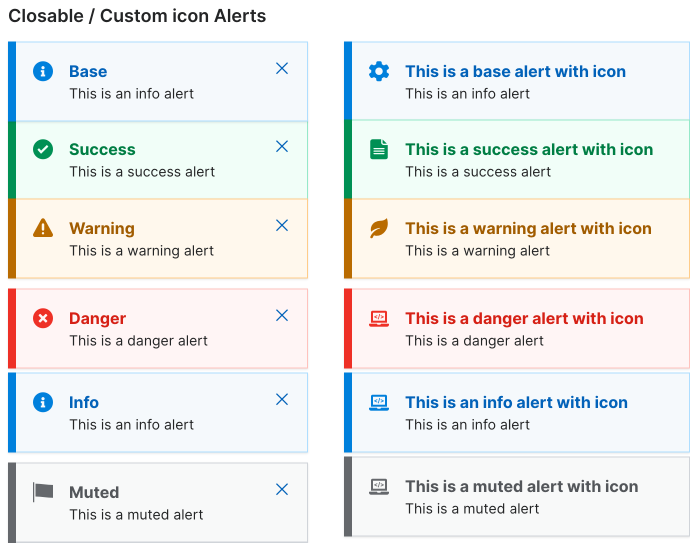 Closable / Custom icon Alerts
Base
This is an info alert
This is a base alert with icon
This is an info alert
Success
This is a success alert
This is a success alert with icon
This is a success alert
Warning
This is a warning alert
This is a warning alert with icon
This is a warning alert
Danger
This is a danger alert
This is a danger alert with icon
This is a danger alert
Info
This is an info alert
This is an info alert with icon
This is an info alert
Muted
This is a muted alert
This is a muted alert with icon
This is a muted alert